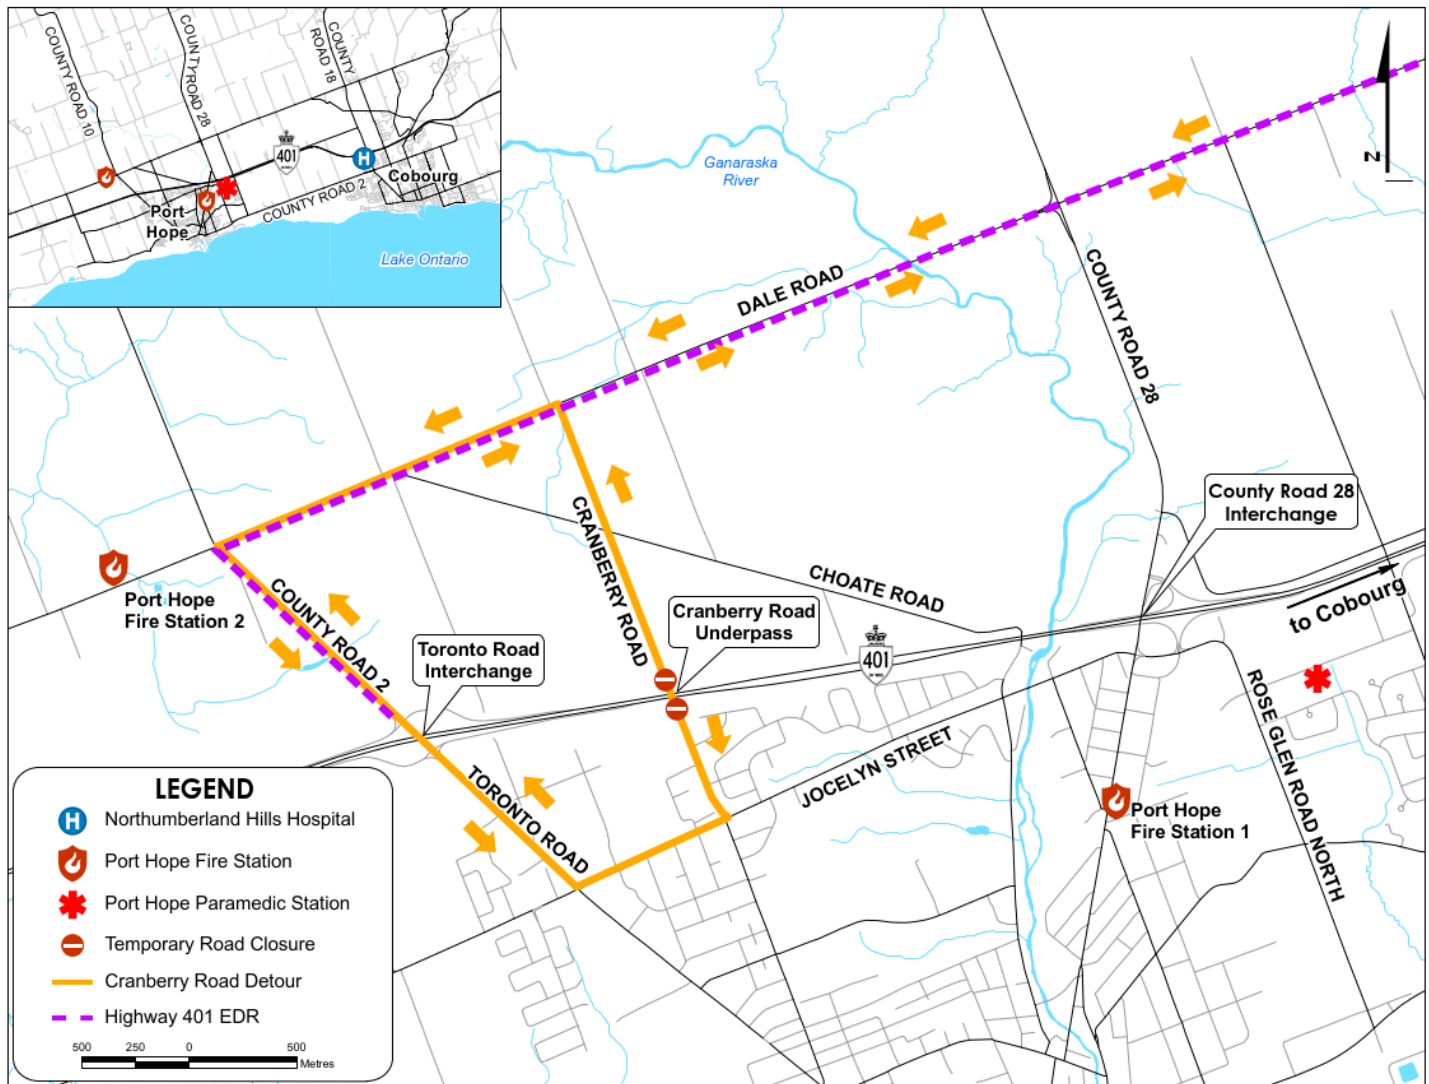 COUNTY ROAD 10
COUNTY ROAD 28
COUNTY
ROAD 18
401
H
Cobourg
COUNTY ROAD 2
Port
Hope
Lake Ontario
Ganaraska
River
N
DALE ROAD
COUNTY ROAD 28
County Road 28
Interchange
CRANBERRY ROAD
CHOATE ROAD
Port Hope
Fire Station 2
COUNTY ROAD 2
Cranberry Road
Underpass
to Cobourg
Toronto Road
Interchange
401
ROSE GLEN ROAD NORTH
JOCELYN STREET
TORONTO ROAD
Port Hope
Fire Station 1
LEGEND
H Northumberland Hills Hospital
Port Hope Fire Station
Port Hope Paramedic Station
Temporary Road Closure
Cranberry Road Detour
Highway 401 EDR
500 250 0 500
Metres